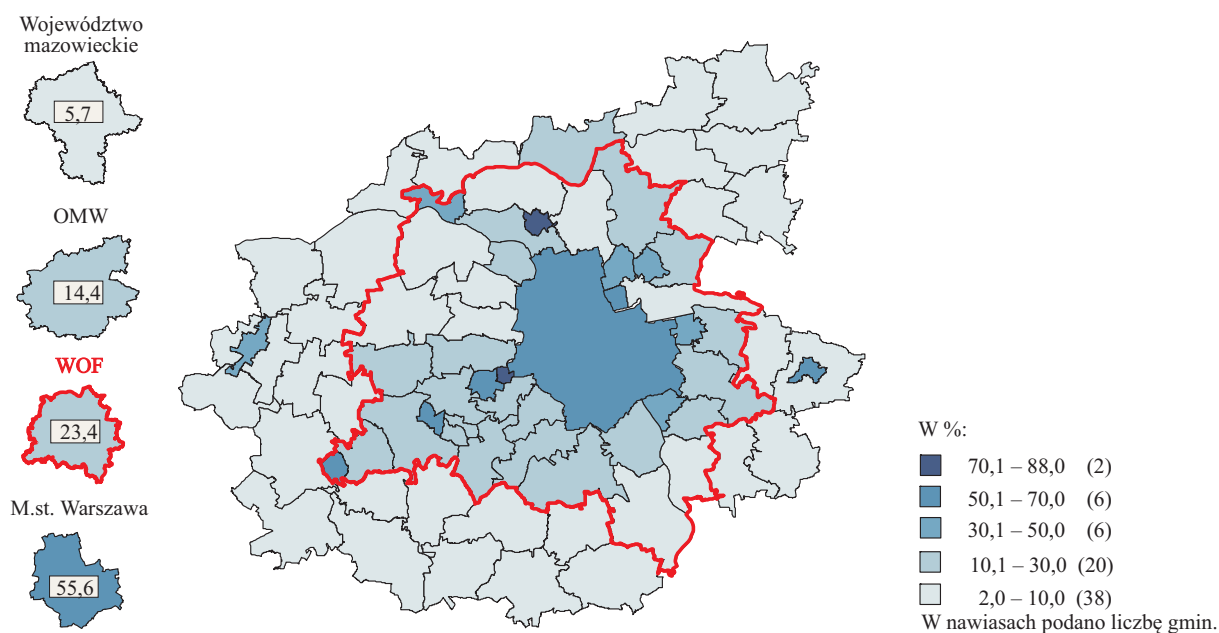 Województwo
mazowieckie
5,7
OMW
14,4
WOF
23,4
M.st. Warszawa
55,6
W %:
70,1 – 88,0 (2)
50,1 – 70,0 (6)
30,1 – 50,0 (6)
10,1 – 30,0 (20)
2,0 – 10,0 (38)
W nawiasach podano liczbę gmin.